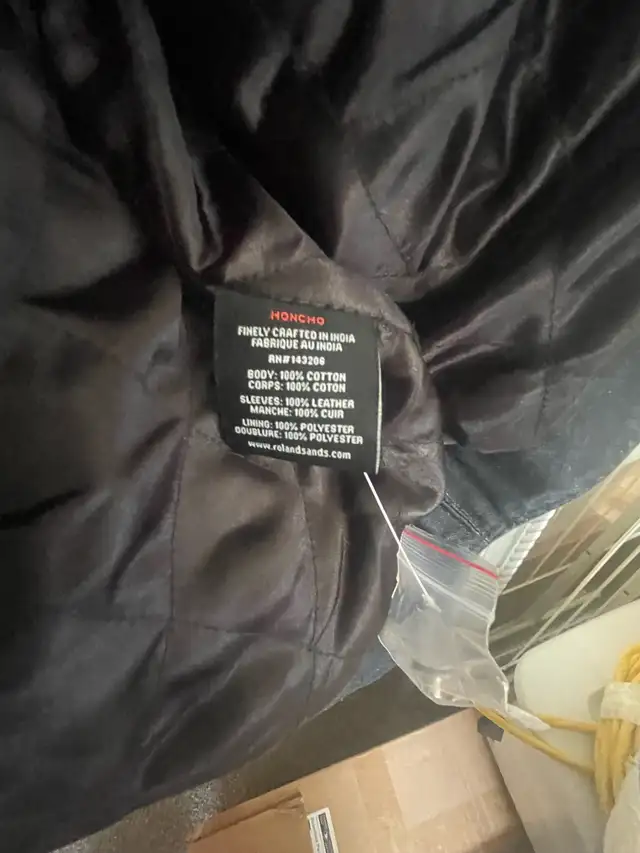 HONCHO
FINELY CRAFTED IN INDIA
FABRIQUE AU INDIA
RN#143206
BODY: 100% COTTON
CORPS: 100% COTON
SLEEVES: 100% LEATHER
MANCHE: 100% CUIR
LINING: 100% POLYESTER
DOUBLURE: 100% POLYESTER
www.rolandsands.com